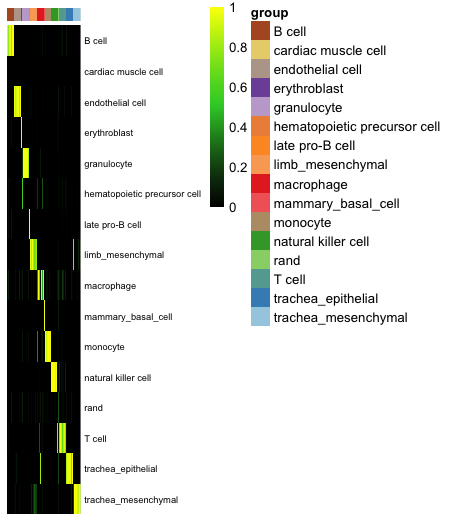 B cell
cardiac muscle cell
endothelial cell
erythroblast
granulocyte
hematopoietic precursor cell
late pro-B cell
limb_mesenchymal
macrophage
mammary_basal_cell
monocyte
natural killer cell
rand
T cell
trachea_epithelial
trachea_mesenchymal
1
0.8
0.6
0.4
0.2
0
group
B cell
cardiac muscle cell
endothelial cell
erythroblast
granulocyte
hematopoietic precursor cell
late pro-B cell
limb_mesenchymal
macrophage
mammary_basal_cell
monocyte
natural killer cell
rand
T cell
trachea_epithelial
trachea_mesenchymal